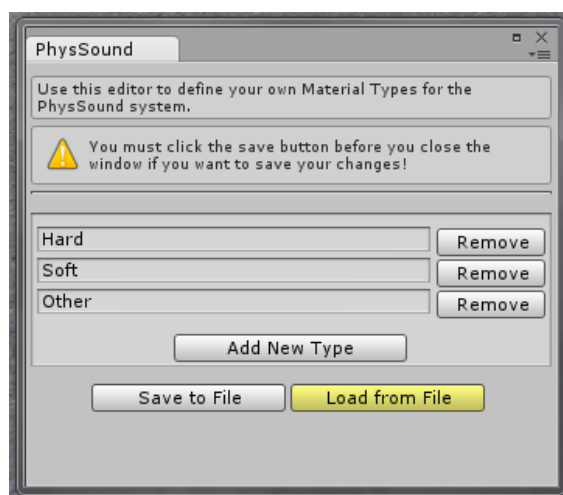 PhysSound
Use this editor to define your own Material Types for the
PhysSound system.
You must click the save button before you close the
window if you want to save your changes!
Hard
Remove
Soft
Remove
Other
Remove
Add New Type
Save to File
Load from File